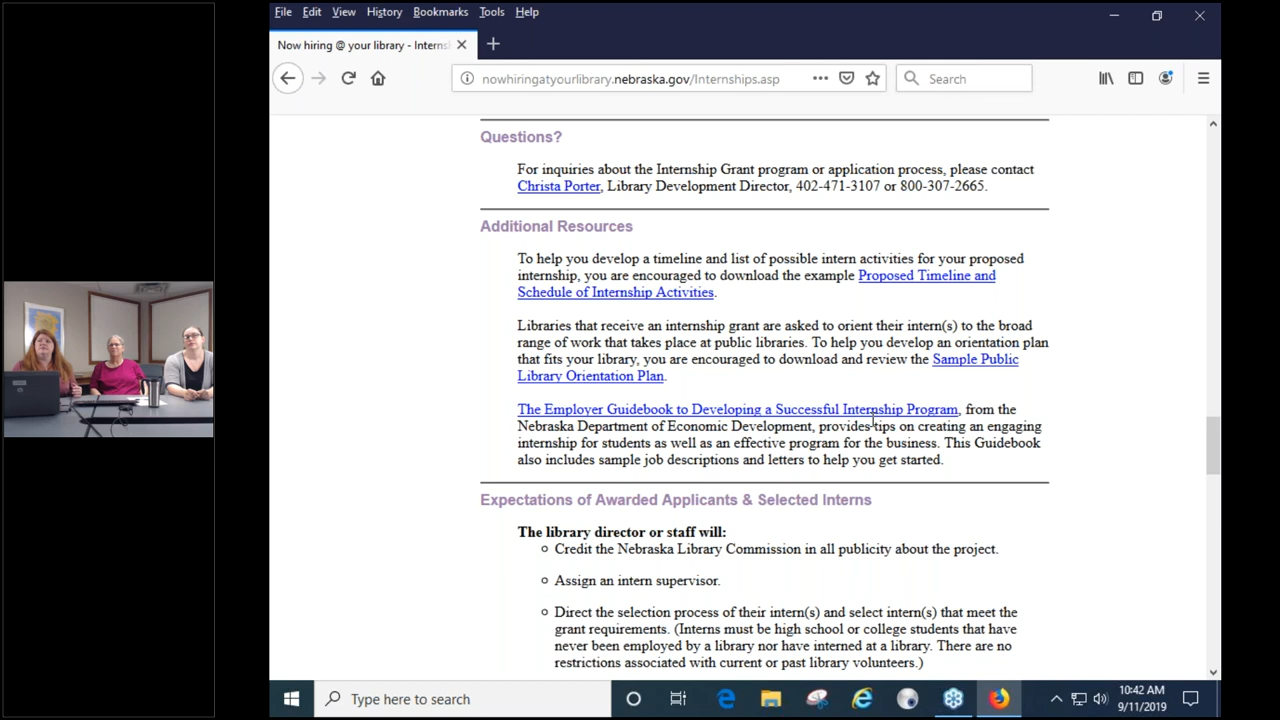 File Edit View History Bookmarks Tools Help
Now hiring @ your library - Interns
nowhiringatyourlibrary.nebraska.gov/Internships.asp
Search
Questions?
For inquiries about the Internship Grant program or application process, please contact
Christa Porter, Library Development Director, 402-471-3107 or 800-307-2665.
Additional Resources
To help you develop a timeline and list of possible intern activities for your proposed
internship, you are encouraged to download the example Proposed Timeline and
Schedule of Internship Activities.
Libraries that receive an internship grant are asked to orient their intern(s) to the broad
range of work that takes place at public libraries. To help you develop an orientation plan
that fits your library, you are encouraged to download and review the Sample Public
Library Orientation Plan.
The Employer Guidebook to Developing a Successful Internship Program, from the
Nebraska Department of Economic Development, provides tips on creating an engaging
internship for students as well as an effective program for the business. This Guidebook
also includes sample job descriptions and letters to help you get started.
Expectations of Awarded Applicants & Selected Interns
The library director or staff will:
Credit the Nebraska Library Commission in all publicity about the project.
Assign an intern supervisor.
Direct the selection process of their intern(s) and select intern(s) that meet the
grant requirements. (Interns must be high school or college students that have
never been employed by a library nor have interned at a library. There are no
restrictions associated with current or past library volunteers.)
Type here to search
10:42 AM
9/11/2019